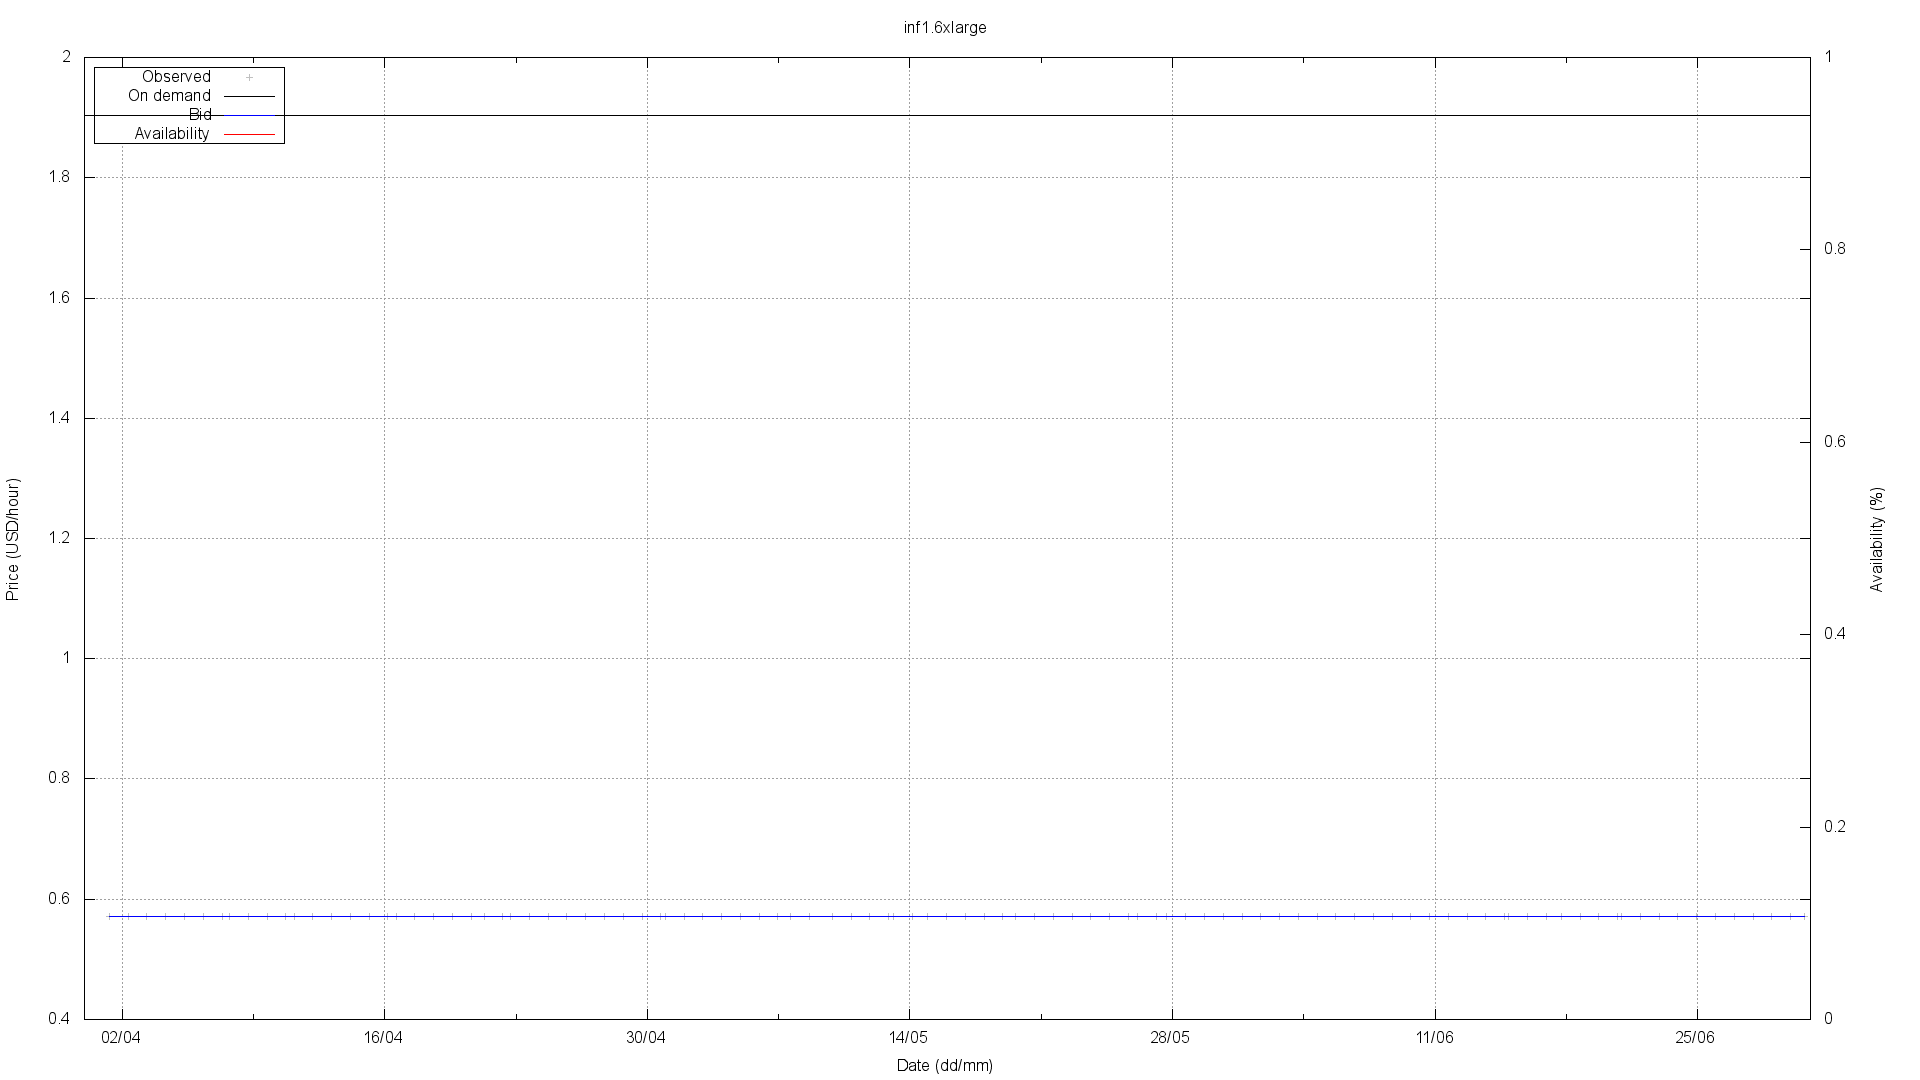 inf1.6xlarge
Observed
On demand
Bid
Availability
2
1.8
1.6
1.4
1.2
1
0.8
0.6
0.4
Price (USD/hour)
1
0.8
0.6
0.4
0.2
0
Availability (%)
02/04 16/04 30/04 14/05 28/05 11/06 25/06
Date (dd/mm)